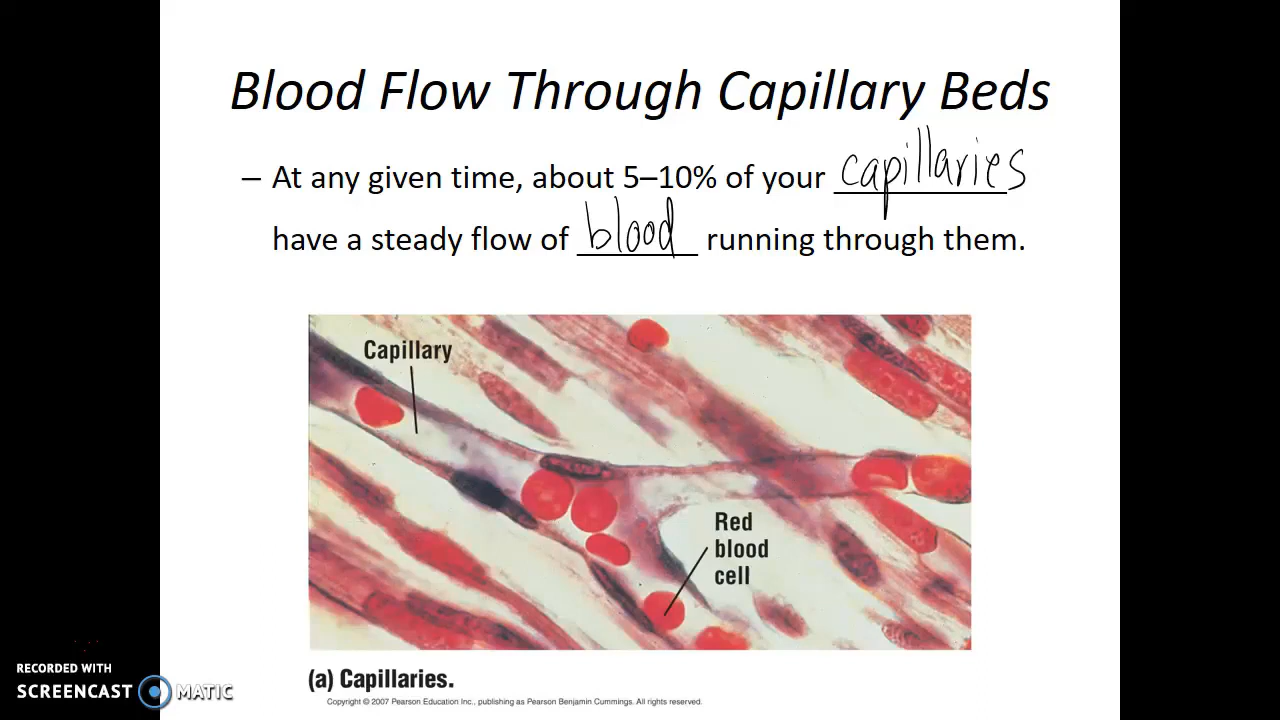 Blood Flow Through Capillary Beds
– At any given time, about 5–10% of your capillaries
have a steady flow of blood running through them.
Capillary
Red
blood
cell
(a) Capillaries.
Copyright © 2007 Pearson Education Inc., publishing as Pearson Benjamin Cummings. All rights reserved.
RECORDED WITH
SCREENCAST MATIC